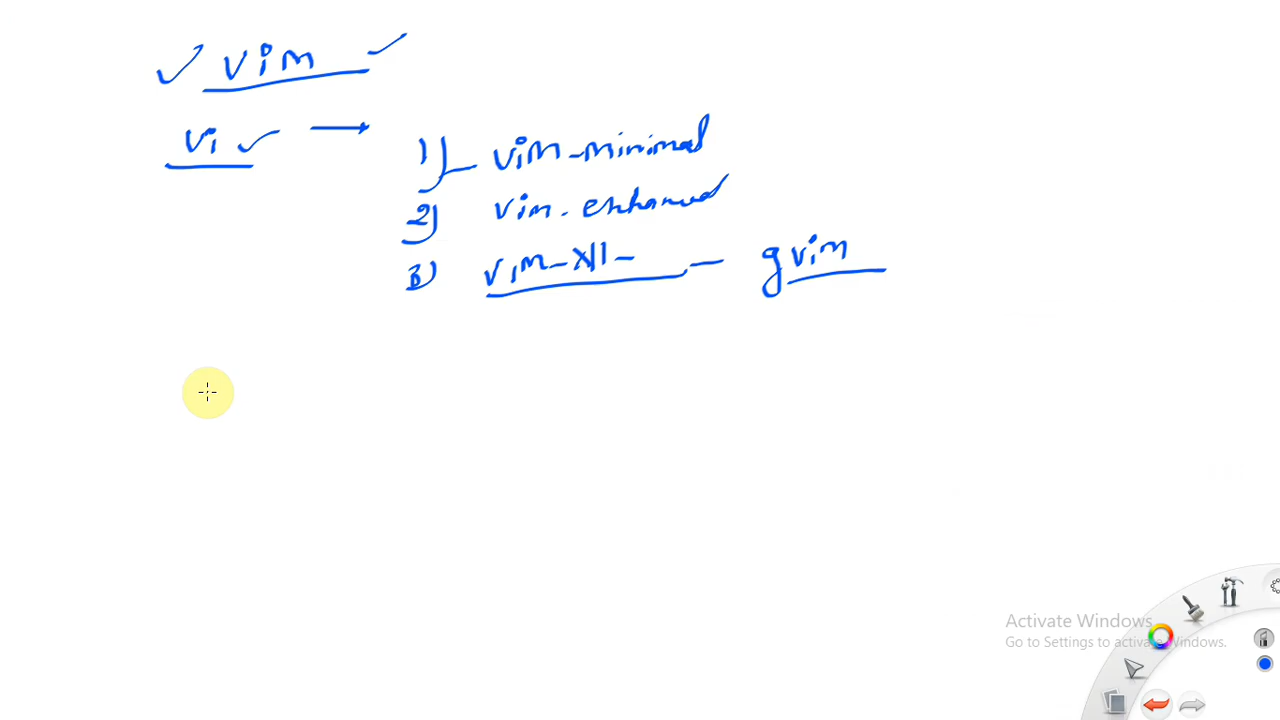 vim
vi → 1) vim-minimal
2) vim-enhanced
3) vim-X11- - gvim
Activate Windows
Go to Settings to activate Windows.